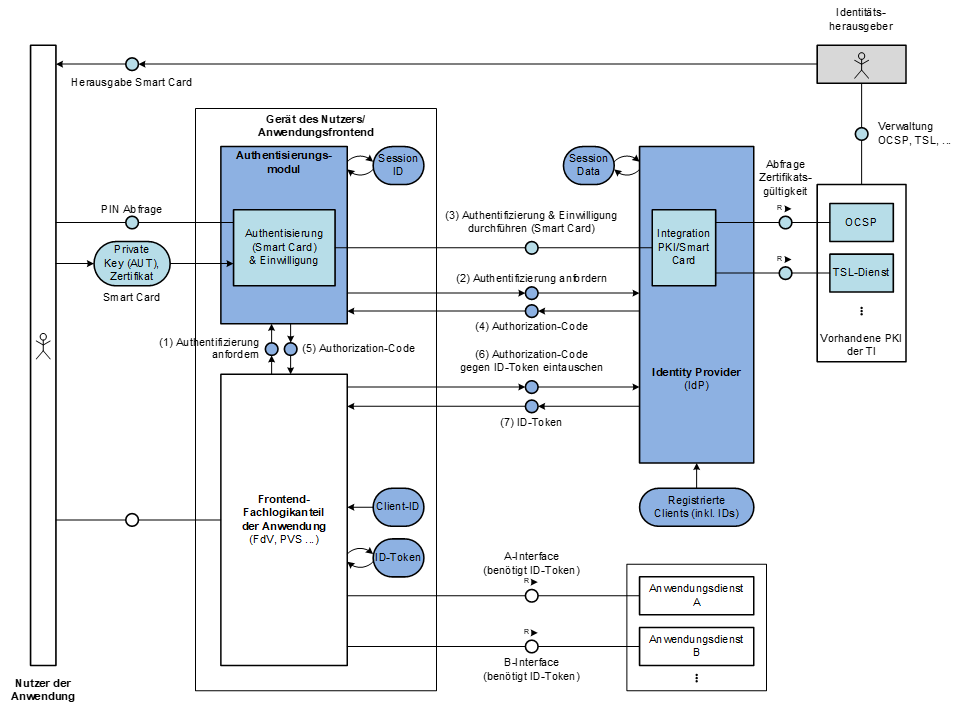 Identitäts-
herausgeber
Herausgabe Smart Card
Verwaltung
OCSP, TSL, ...
Gerät des Nutzers/
Anwendungsfrontend
Authentisierungs-
modul
Session
ID
Session
Data
Abfrage
Zertifikats-
gültigkeit
PIN Abfrage
Authentisierung
(Smart Card)
& Einwilligung
(3) Authentifizierung & Einwilligung
durchführen (Smart Card)
Integration
PKI/Smart
Card
R
OCSP
Private
Key (AUT),
Zertifikat
Smart Card
R
TSL-Dienst
(2) Authentifizierung anfordern
(4) Authorization-Code
Vorhandene PKI
der TI
(1) Authentifizierung
anfordern
(5) Authorization-Code
(6) Authorization-Code
gegen ID-Token eintauschen
Identity Provider
(IdP)
(7) ID-Token
Frontend-
Fachlogikanteil
der Anwendung
(FdV, PVS ...)
Client-ID
Registrierte
Clients (inkl. IDs)
ID-Token
A-Interface
(benötigt ID-Token)
R
Anwendungsdienst
A
R
B-Interface
(benötigt ID-Token)
Anwendungsdienst
B
Nutzer der
Anwendung